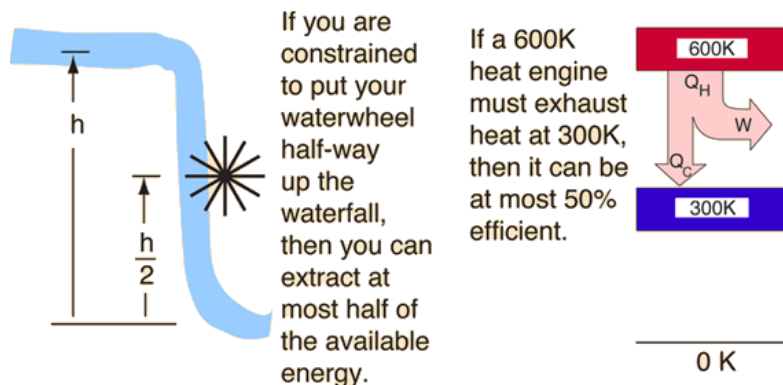 h
h
2
If you are
constrained
to put your
waterwheel
half-way
up the
waterfall,
then you can
extract at
most half of
the available
energy.
If a 600K
heat engine
must exhaust
heat at 300K,
then it can be
at most 50%
efficient.
600K
QH
W
QC
300K
0 K